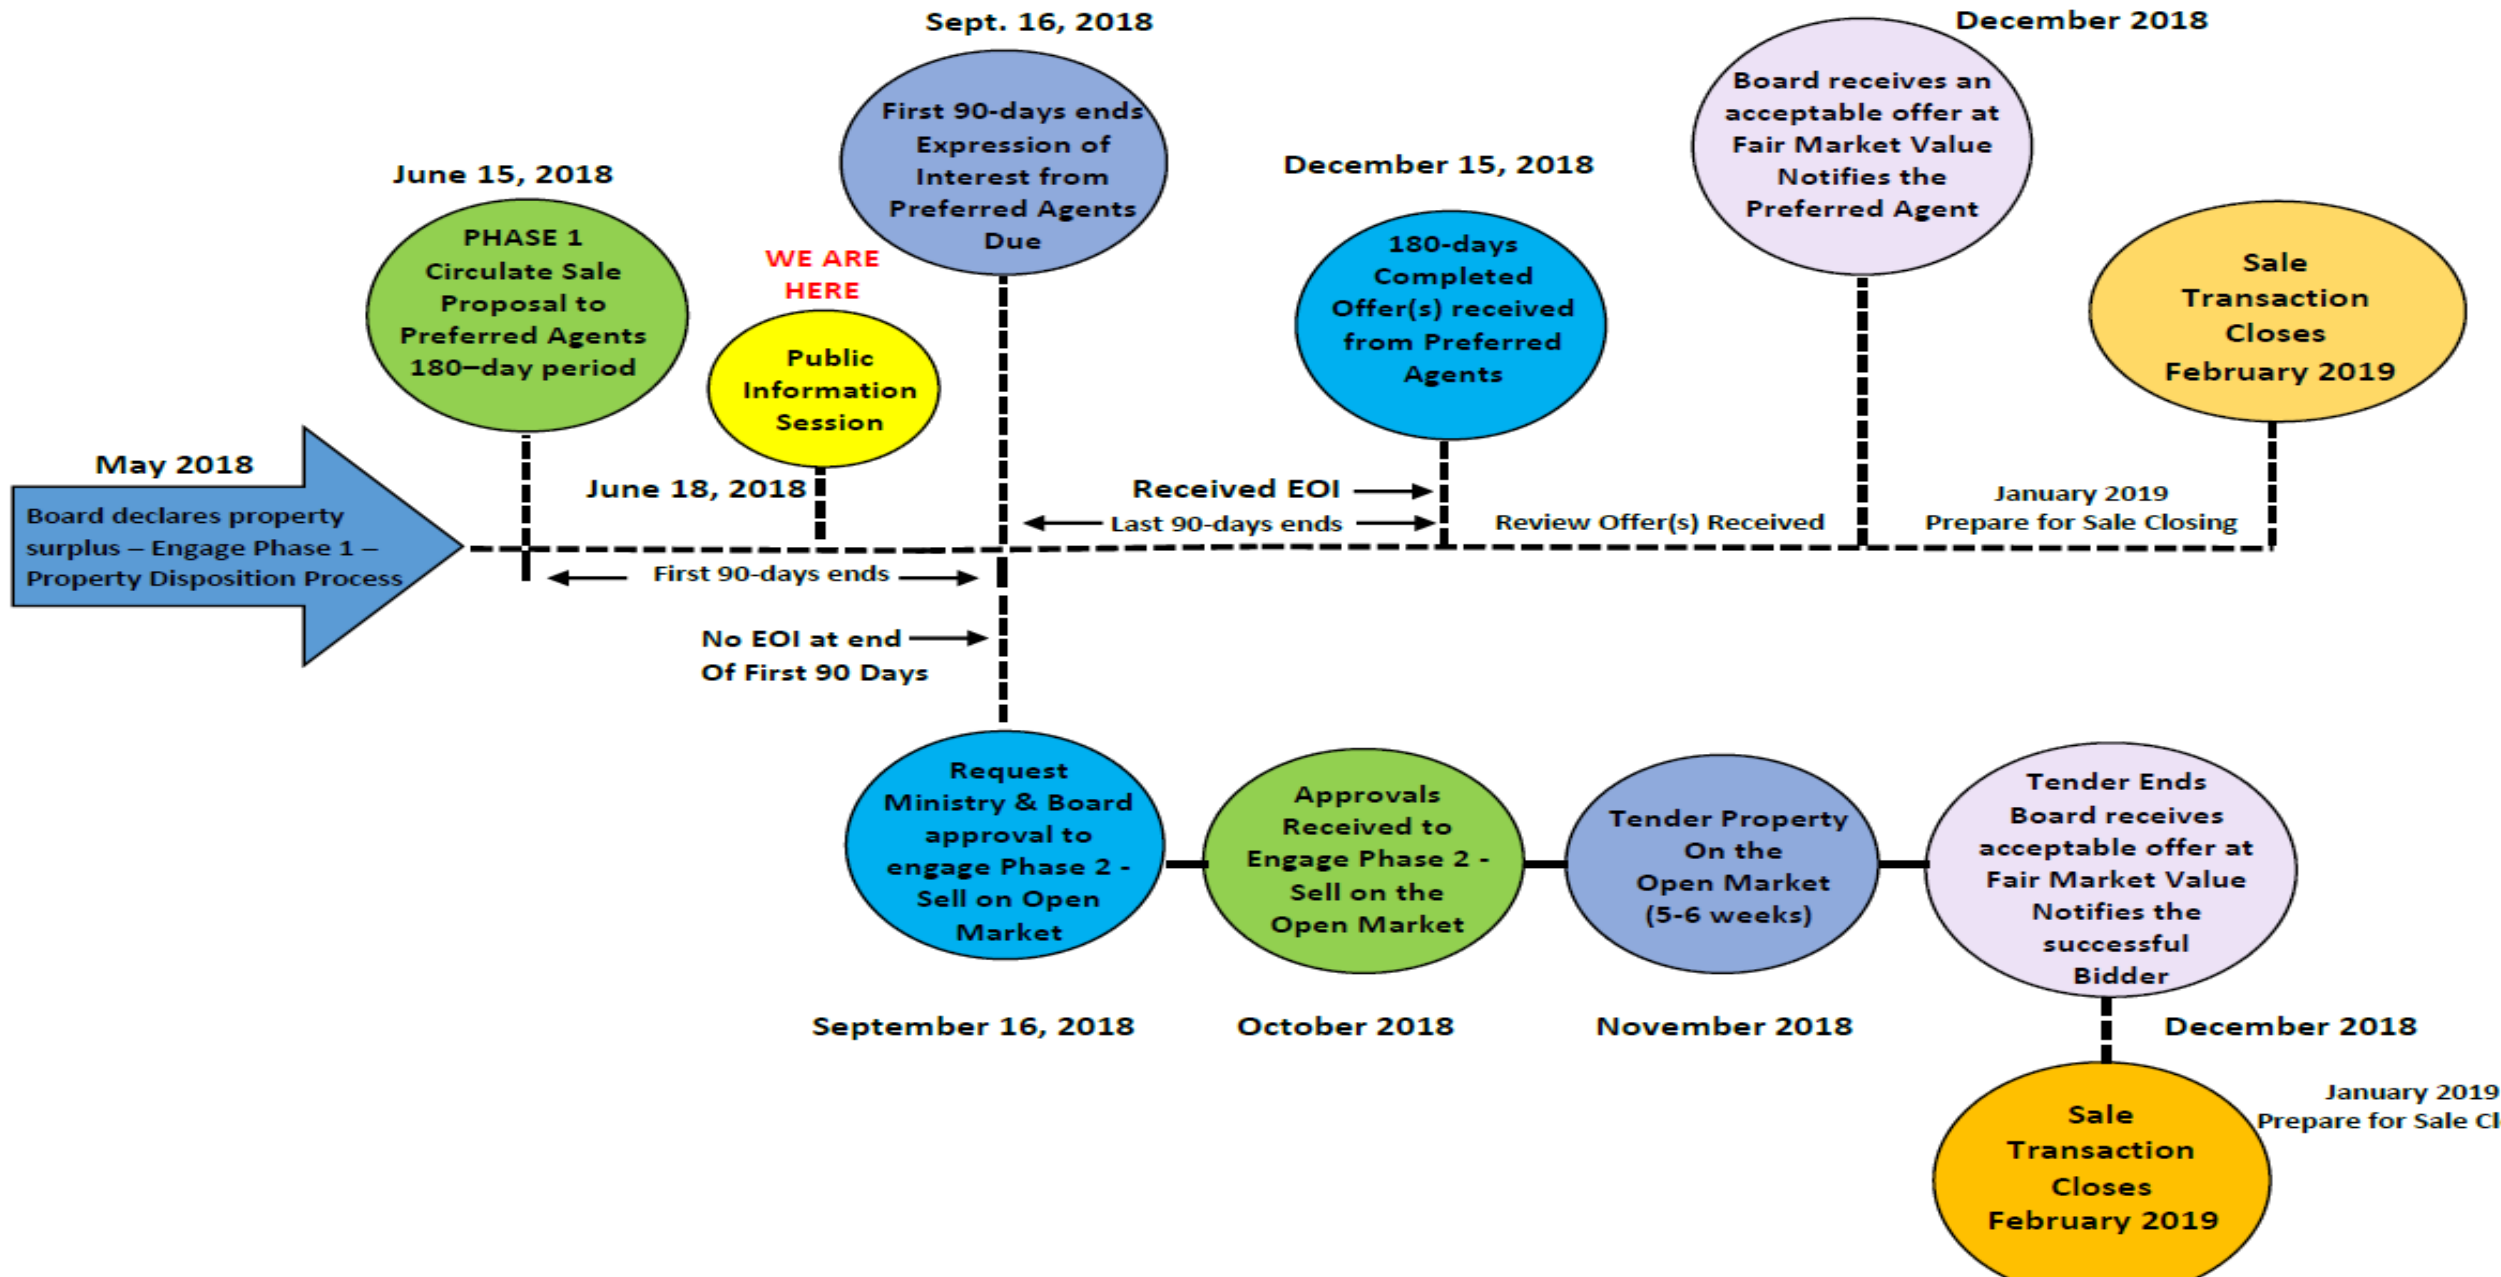 Sept. 16, 2018
December 2018
First 90-days ends
Expression of
Interest from
Preferred Agents
Due
Board receives an
acceptable offer at
Fair Market Value
Notifies the
Preferred Agent
June 15, 2018
December 15, 2018
PHASE 1
Circulate Sale
Proposal to
Preferred Agents
180–day period
WE ARE
HERE
Public
Information
Session
180-days
Completed
Offer(s) received
from Preferred
Agents
Sale
Transaction
Closes
February 2019
May 2018
Board declares property
surplus – Engage Phase 1 –
Property Disposition Process
June 18, 2018
Received EOI
Last 90-days ends
Review Offer(s) Received
January 2019
Prepare for Sale Closing
First 90-days ends
No EOI at end
Of First 90 Days
Request
Ministry & Board
approval to
engage Phase 2 -
Sell on Open
Market
Approvals
Received to
Engage Phase 2 -
Sell on the
Open Market
Tender Property
On the
Open Market
(5-6 weeks)
Tender Ends
Board receives
acceptable offer at
Fair Market Value
Notifies the
successful
Bidder
September 16, 2018
October 2018
November 2018
December 2018
January 2019
Prepare for Sale
Sale
Transaction
Closes
February 2019